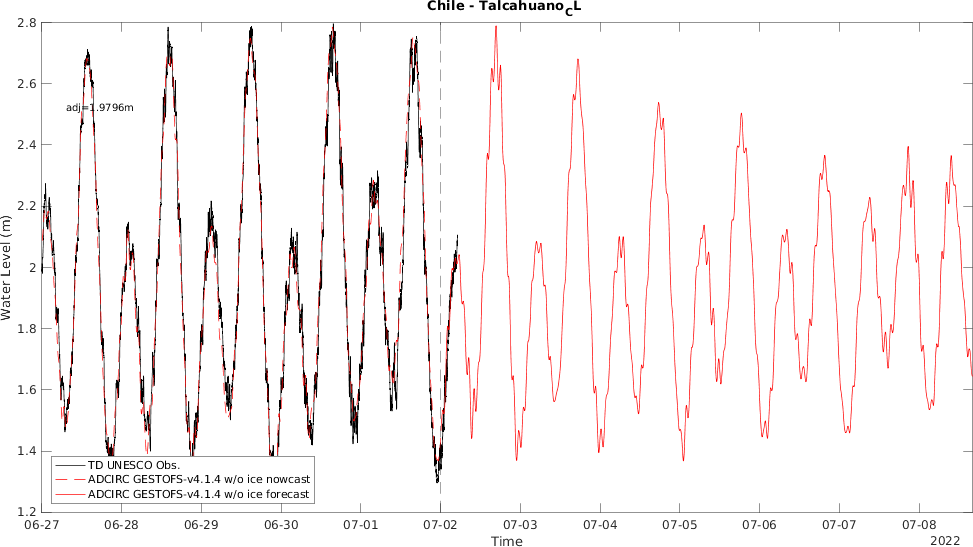 Chile - Talcahuano_CL
2.8
2.6
adj=1.9796m
2.4
2.2
2
1.8
1.6
1.4
1.2
Water Level (m)
TD UNESCO Obs.
ADCIRC GESTOFS-v4.1.4 w/o ice nowcast
ADCIRC GESTOFS-v4.1.4 w/o ice forecast
06-27 06-28 06-29 06-30 07-01 07-02 07-03 07-04 07-05 07-06 07-07 07-08
Time
2022